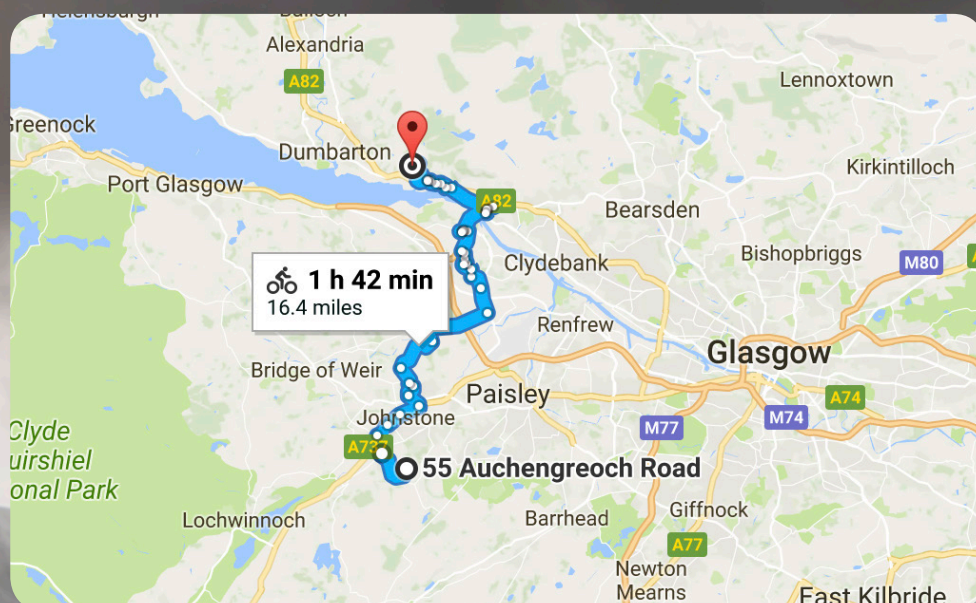 Helensburgh
Alexandria
A82
Lennoxtown
Greenock
Dumbarton
Kirkintilloch
Port Glasgow
A82
Bearsden
Bishopbriggs
Clydebank
M80
1 h 42 min
16.4 miles
Renfrew
Glasgow
Bridge of Weir
Paisley
A74
Johnstone
M74
M77
Clyde
uirshiel
onal Park
A737
55 Auchengreoch Road
Lochwinnoch
Barrhead
Giffnock
A77
Newton
Mearns
East Kilbride